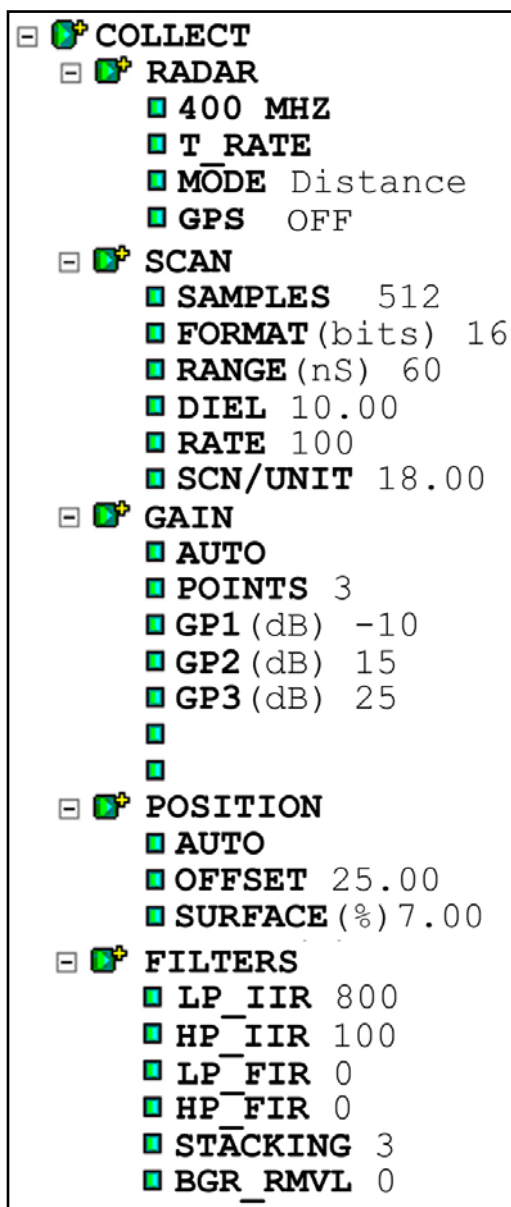 COLLECT
RADAR
400 MHZ
T_RATE
MODE Distance
GPS OFF
SCAN
SAMPLES 512
FORMAT(bits) 16
RANGE(nS) 60
DIEL 10.00
RATE 100
SCN/UNIT 18.00
GAIN
AUTO
POINTS 3
GP1(dB) -10
GP2(dB) 15
GP3(dB) 25
POSITION
AUTO
OFFSET 25.00
SURFACE(%)7.00
FILTERS
LP_IIR 800
HP_IIR 100
LP_FIR 0
HP_FIR 0
STACKING 3
BGR_RMVL 0